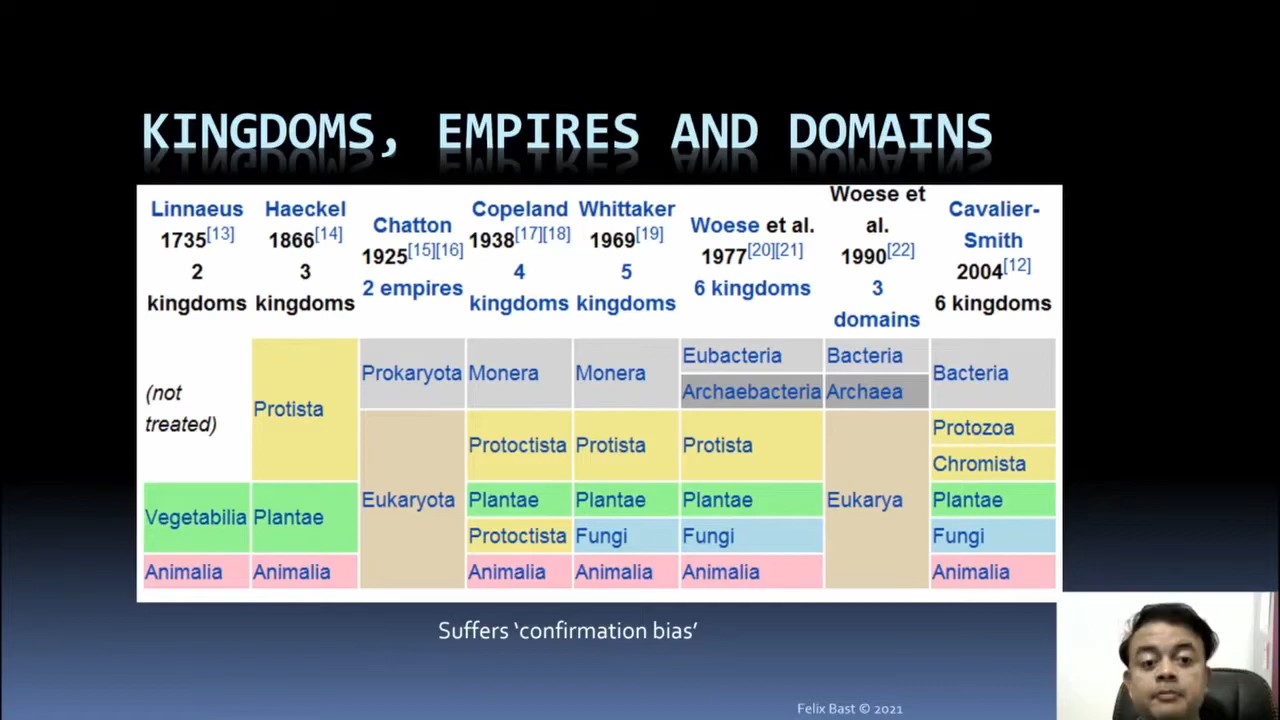 KINGDOMS, EMPIRES AND DOMAINS
Linnaeus
1735[13]
2
kingdoms
Haeckel
1866[14]
3
kingdoms
Chatton
1925[15][16]
2 empires
Copeland
1938[17][18]
4
kingdoms
Whittaker
1969[19]
5
kingdoms
Woese et al.
1977[20][21]
6 kingdoms
Woese et
al.
1990[22]
3
domains
Cavalier-
Smith
2004[12]
6 kingdoms
(not
treated)
Protista
Prokaryota
Monera
Monera
Eubacteria
Bacteria
Bacteria
Archaebacteria
Archaea
Eukaryota
Protoctista
Protista
Protista
Eukarya
Protozoa
Chromista
Vegetabilia
Plantae
Plantae
Plantae
Plantae
Plantae
Protoctista
Fungi
Fungi
Fungi
Animalia
Animalia
Animalia
Animalia
Animalia
Animalia
Suffers ‘confirmation bias’
Felix Bast © 2021